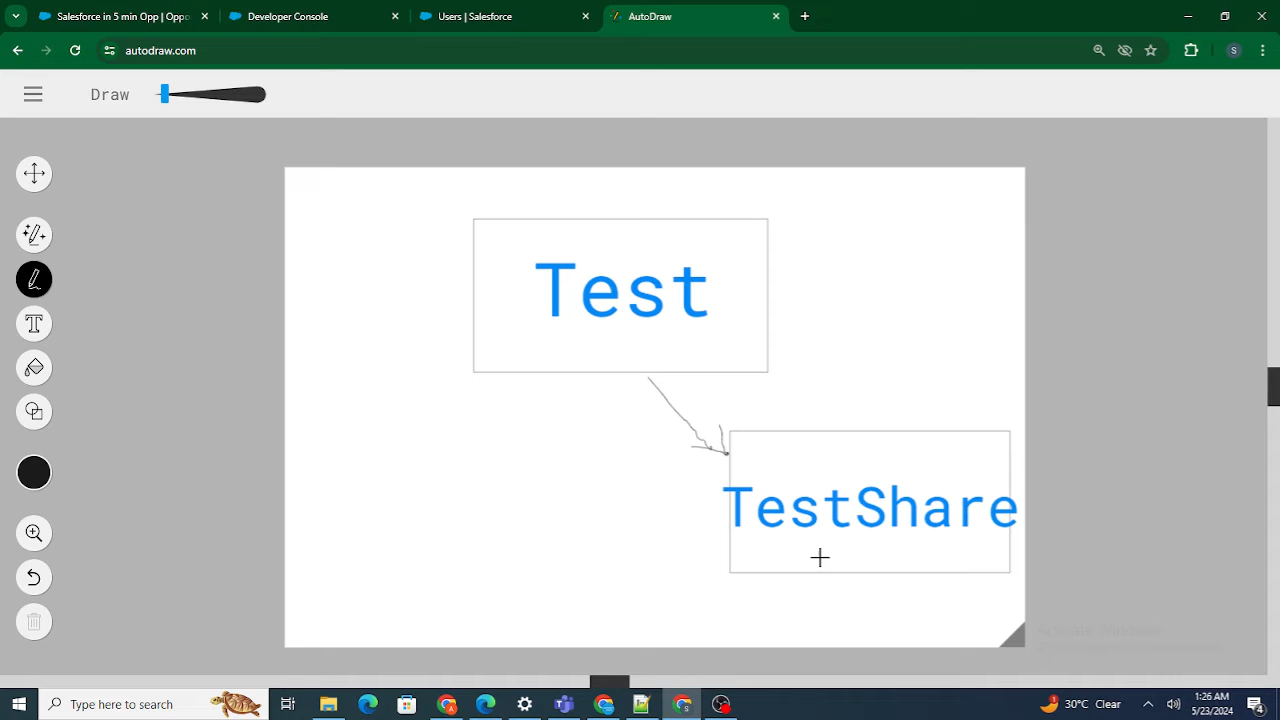 Salesforce in 5 min Opp | Oppo
Developer Console
Users | Salesforce
AutoDraw
autodraw.com
S
Draw
Test
TestShare
Type here to search
30°C Clear
1:26 AM
5/23/2024
4